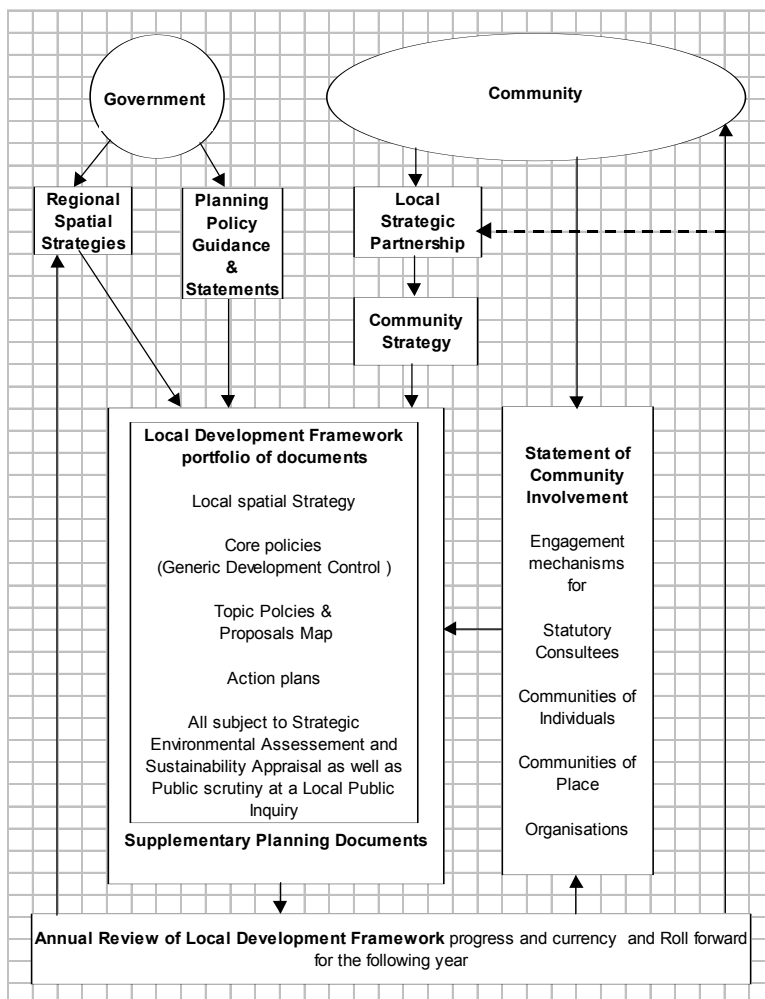 Government
Community
Regional
Spatial
Strategies
Planning
Policy
Guidance
&
Statements
Local
Strategic
Partnership
Community
Strategy
Local Development Framework
portfolio of documents
Local spatial Strategy
Core policies
(Generic Development Control )
Topic Polcies &
Proposals Map
Action plans
All subject to Strategic
Environmental Assessement and
Sustainability Appraisal as well as
Public scrutiny at a Local Public
Inquiry
Supplementary Planning Documents
Statement of
Community
Involvement
Engagement
mechanisms
for
Statutory
Consultees
Communities of
Individuals
Communities of
Place
Organisations
Annual Review of Local Development Framework progress and currency and Roll forward
for the following year